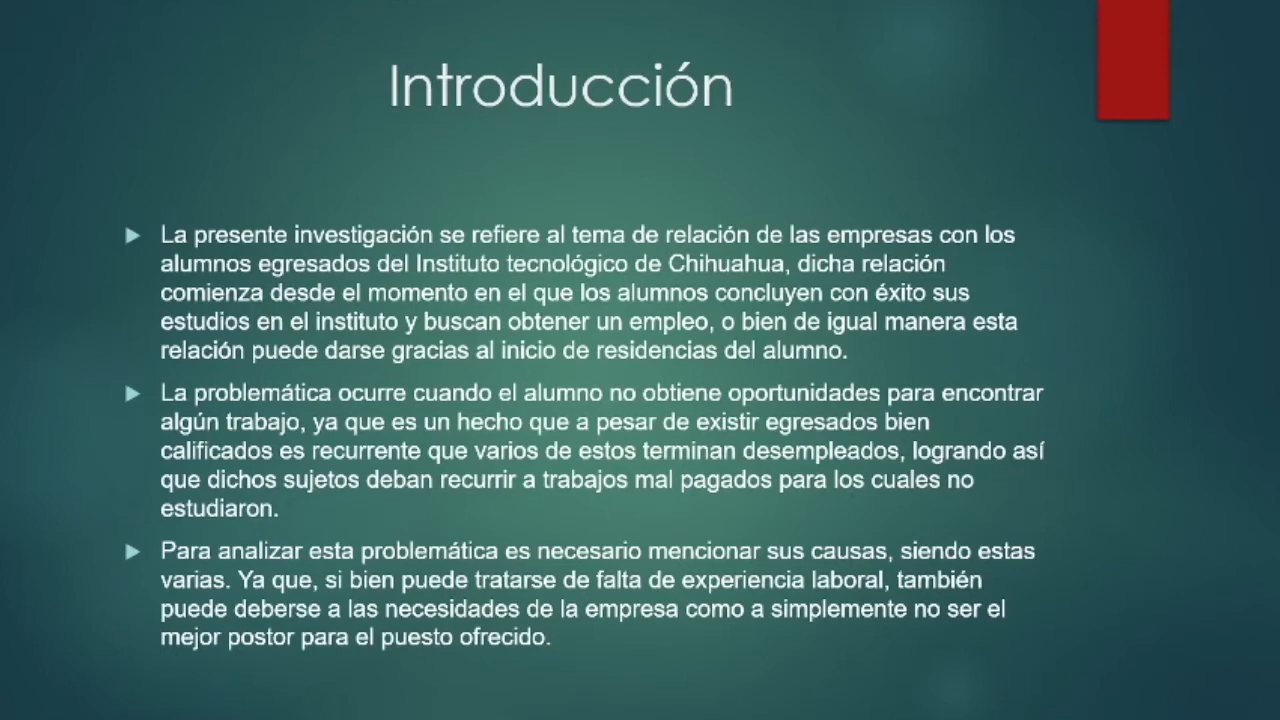 Introducción
La presente investigación se refiere al tema de relación de las empresas con los
alumnos egresados del Instituto tecnológico de Chihuahua, dicha relación
comienza desde el momento en el que los alumnos concluyen con éxito sus
estudios en el instituto y buscan obtener un empleo, o bien de igual manera esta
relación puede darse gracias al inicio de residencias del alumno.
La problemática ocurre cuando el alumno no obtiene oportunidades para encontrar
algún trabajo, ya que es un hecho que a pesar de existir egresados bien
calificados es recurrente que varios de estos terminan desempleados, logrando así
que dichos sujetos deban recurrir a trabajos mal pagados para los cuales no
estudiaron.
Para analizar esta problemática es necesario mencionar sus causas, siendo estas
varias. Ya que, si bien puede tratarse de falta de experiencia laboral, también
puede deberse a las necesidades de la empresa como a simplemente no ser el
mejor postor para el puesto ofrecido.